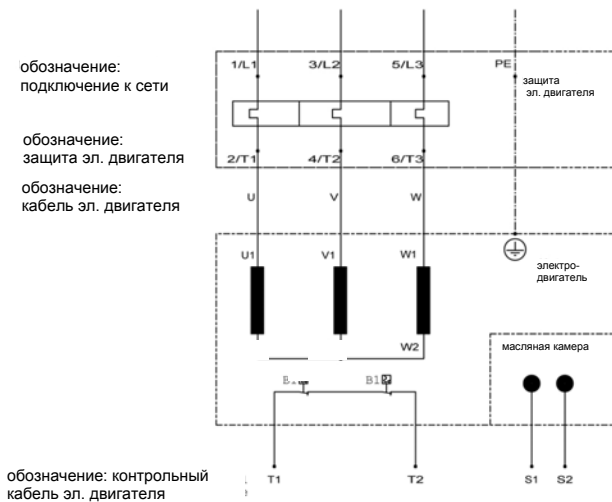 1/L1 3/L2 5/L3 PE
обозначение:
подключение к сети
защита
эл. двигателя
обозначение:
защита эл. двигателя
2/T1 4/T2 6/T3
обозначение:
кабель эл. двигателя
U V W
U1 V1 W1
электро-
двигатель
W2
масляная камера
T1 T2 S1 S2
обозначение: контрольный
кабель эл. двигателя